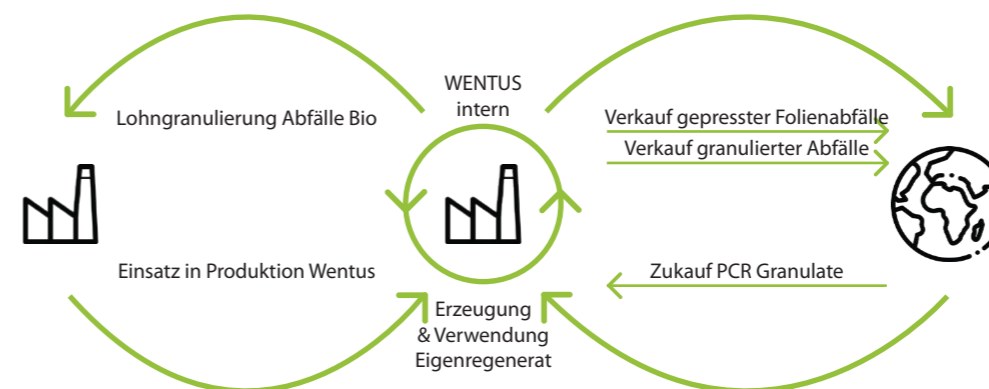 WENTUS
intern
Lohngranulierung Abfälle Bio
Verkauf gepresster Folienabfälle
Verkauf granulierter Abfälle
Einsatz in Produktion Wentus
Zukauf PCR Granulate
Erzeugung
& Verwendung
Eigenregenerat